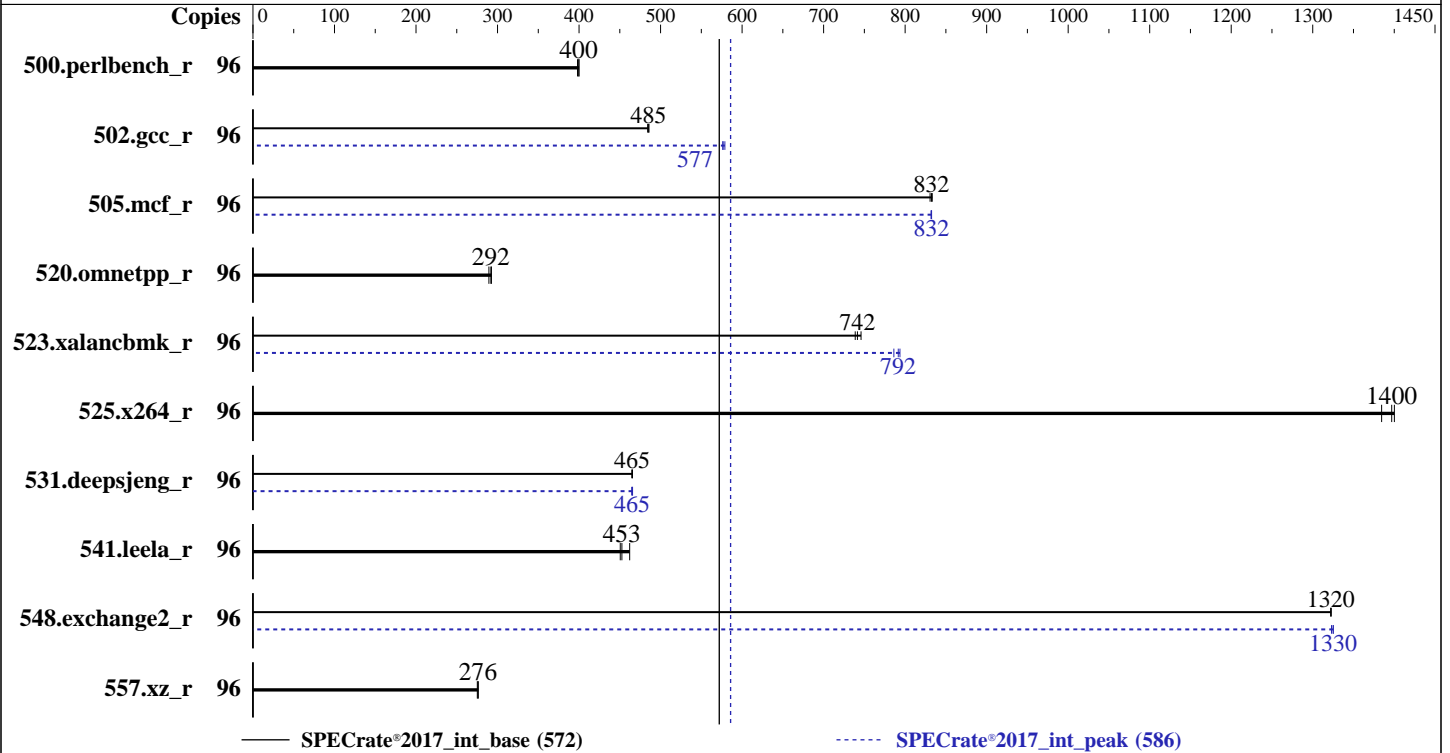 Copies 0 100 200 300 400 500 600 700 800 900 1000 1100 1200 1300 1450
500.perlbench_r 96 400
502.gcc_r 96 485
577
505.mcf_r 96 832
832
520.omnetpp_r 96 292
523.xalancbmk_r 96 742
792
525.x264_r 96 1400
531.deepsjeng_r 96 465
465
541.leela_r 96 453
548.exchange2_r 96 1320
1330
557.xz_r 96 276
SPECrate®2017_int_base (572) SPECrate®2017_int_peak (586)